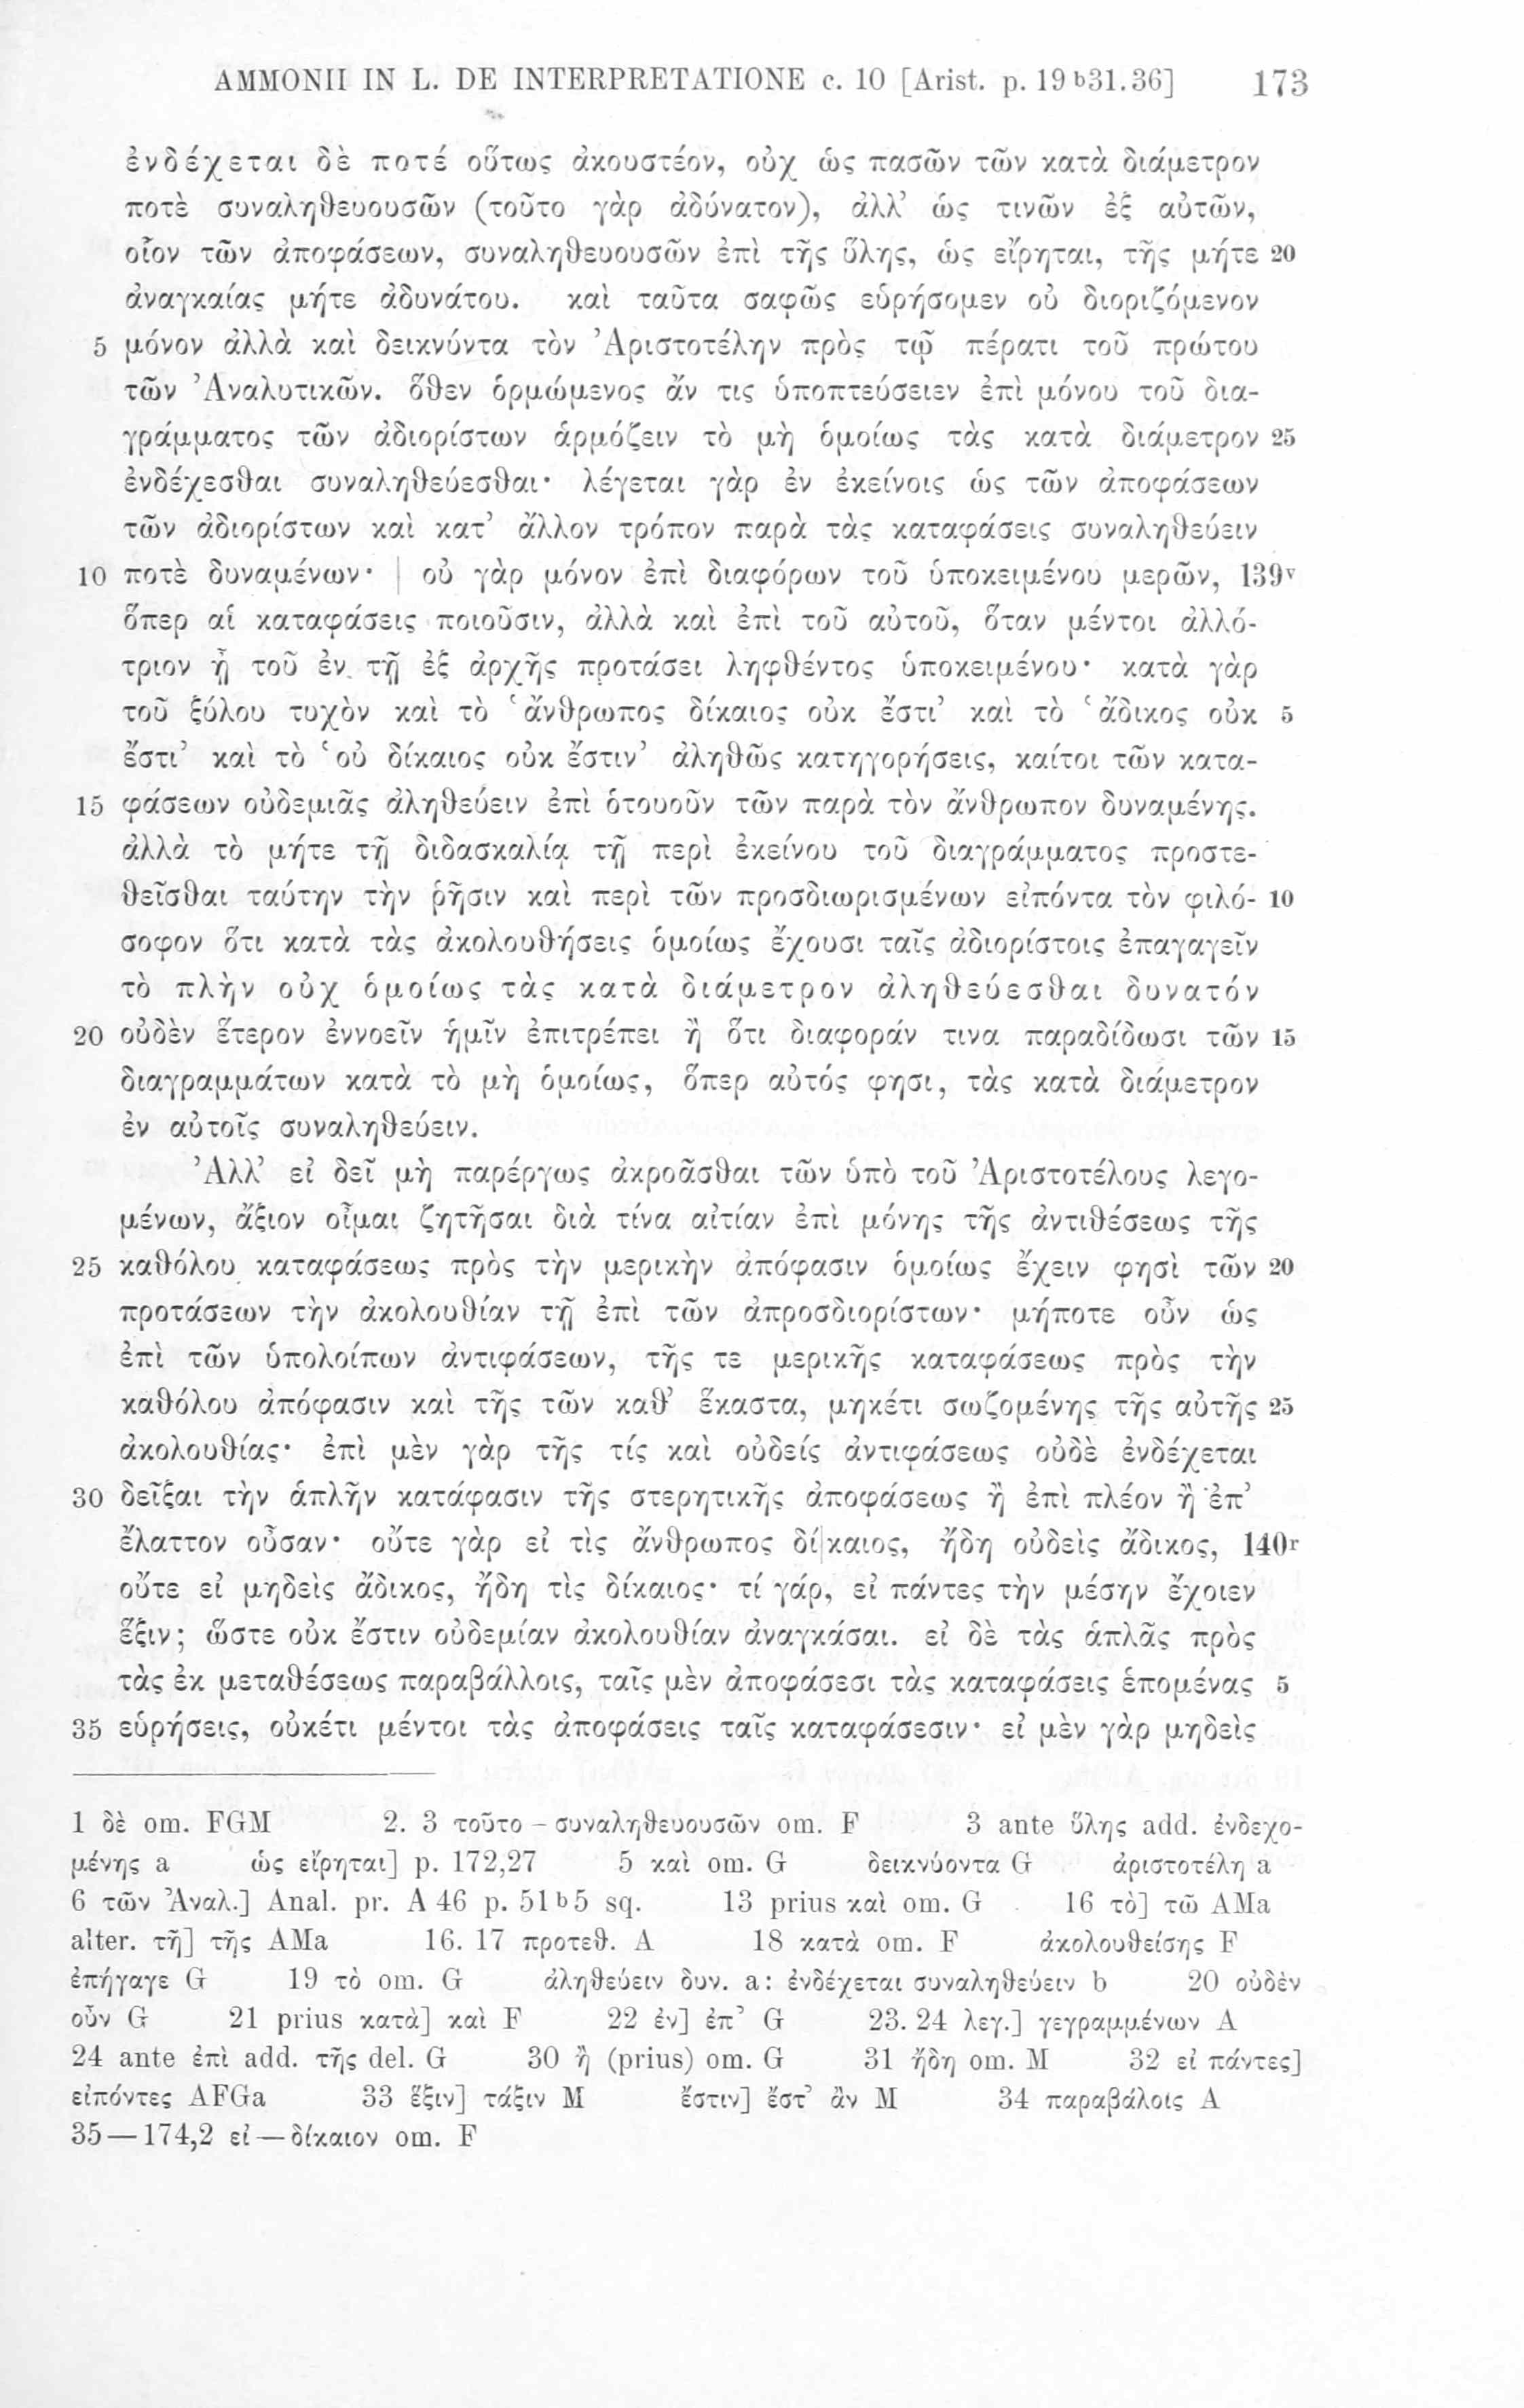 AMMONII IN L. DE INTERPRETATIONE c. 10 [Arist. p. 19 b31.36] 173
ἐνδέχεται δὲ ποτέ οὕτως ἀκουστέον, οὐχ ὡς πασῶν τῶν κατὰ διάμετρον
ποτὲ συναληθευουσῶν (τοῦτο γὰρ ἀδύνατον), ἀλλ’ ὡς τινῶν ἐξ αὐτῶν,
οἷον τῶν ἀποφάσεων, συναληθευουσῶν ἐπὶ τῆς ὕλης, ὡς εἴρηται, τῆς μήτε 20
ἀναγκαίας μήτε ἀδυνάτου. καὶ ταῦτα σαφῶς εὑρήσομεν οὐ διοριζόμενον
5 μόνον ἀλλὰ καὶ δεικνύντα τὸν Ἀριστοτέλην πρὸς τῷ πέρατι τοῦ πρώτου
τῶν Ἀναλυτικῶν. ὅθεν ὁρμώμενος ἄν τις ὑποπτεύσειεν ἐπὶ μόνου τοῦ δια-
γράμματος τῶν ἀδιορίστων ἁρμόζειν τὸ μὴ ὁμοίως τὰς κατὰ διάμετρον 25
ἐνδέχεσθαι συναληθεύεσθαι· λέγεται γὰρ ἐν ἐκείνοις ὡς τῶν ἀποφάσεων
τῶν ἀδιορίστων καὶ κατ’ ἄλλον τρόπον παρὰ τὰς καταφάσεις συναληθεύειν
10 ποτὲ δυναμένων· | οὐ γὰρ μόνον ἐπὶ διαφόρων τοῦ ὑποκειμένου μερῶν, 139v
ὅπερ αἱ καταφάσεις ποιοῦσιν, ἀλλὰ καὶ ἐπὶ τοῦ αὐτοῦ, ὅταν μέντοι ἀλλό-
τριον ᾖ τοῦ ἐν τῇ ἐξ ἀρχῆς προτάσει ληφθέντος ὑποκειμένου· κατὰ γὰρ
τοῦ ξύλου τυχὸν καὶ τὸ ‘ἄνθρωπος δίκαιος οὐκ ἔστι’ καὶ τὸ ‘ἄδικος οὐκ 5
ἔστι’ καὶ τὸ ‘οὐ δίκαιος οὐκ ἔστιν’ ἀληθῶς κατηγορήσεις, καίτοι τῶν κατα-
15 φάσεων οὐδεμιᾶς ἀληθεύειν ἐπὶ ὁτουοῦν τῶν παρὰ τὸν ἄνθρωπον δυναμένης.
ἀλλὰ τὸ μήτε τῇ διδασκαλίᾳ τῇ περὶ ἐκείνου τοῦ διαγράμματος προστε-
θεῖσθαι ταύτην τὴν ῥῆσιν καὶ περὶ τῶν προσδιωρισμένων εἰπόντα τὸν φιλό- 10
σοφον ὅτι κατὰ τὰς ἀκολουθήσεις ὁμοίως ἔχουσι ταῖς ἀδιορίστοις ἐπαγαγεῖν
τὸ πλὴν οὐχ ὁμοίως τὰς κατὰ διάμετρον ἀληθεύεσθαι δυνατόν
20 οὐδὲν ἕτερον ἐννοεῖν ἡμῖν ἐπιτρέπει ἢ ὅτι διαφοράν τινα παραδίδωσι τῶν 15
διαγραμμάτων κατὰ τὸ μὴ ὁμοίως, ὅπερ αὐτός φησι, τὰς κατὰ διάμετρον
ἐν αὐτοῖς συναληθεύειν.
Ἀλλ’ εἰ δεῖ μὴ παρέργως ἀκροᾶσθαι τῶν ὑπὸ τοῦ Ἀριστοτέλους λεγο-
μένων, ἄξιον οἶμαι ζητῆσαι διὰ τίνα αἰτίαν ἐπὶ μόνης τῆς ἀντιθέσεως τῆς
25 καθόλου καταφάσεως πρὸς τὴν μερικὴν ἀπόφασιν ὁμοίως ἔχειν φησὶ τῶν 20
προτάσεων τὴν ἀκολουθίαν τῇ ἐπὶ τῶν ἀπροσδιορίστων· μήποτε οὖν ὡς
ἐπὶ τῶν ὑπολοίπων ἀντιφάσεων, τῆς τε μερικῆς καταφάσεως πρὸς τὴν
καθόλου ἀπόφασιν καὶ τῆς τῶν καθ’ ἕκαστα, μηκέτι σωζομένης τῆς αὐτῆς 25
ἀκολουθίας· ἐπὶ μὲν γὰρ τῆς τίς καὶ οὐδείς ἀντιφάσεως οὐδὲ ἐνδέχεται
30 δεῖξαι τὴν ἁπλῆν κατάφασιν τῆς στερητικῆς ἀποφάσεως ἢ ἐπὶ πλέον ἢ ἐπ’
ἔλαττον οὖσαν· οὔτε γὰρ εἰ τὶς ἄνθρωπος δί|καιος, ἤδη οὐδεὶς ἄδικος, 140r
οὔτε εἰ μηδεὶς ἄδικος, ἤδη τὶς δίκαιος· τί γάρ, εἰ πάντες τὴν μέσην ἔχοιεν
ἕξιν; ὥστε οὐκ ἔστιν οὐδεμίαν ἀκολουθίαν ἀναγκάσαι. εἰ δὲ τὰς ἁπλᾶς πρὸς
τὰς ἐκ μεταθέσεως παραβάλλοις, ταῖς μὲν ἀποφάσεσι τὰς καταφάσεις ἑπομένας 5
35 εὑρήσεις, οὐκέτι μέντοι τὰς ἀποφάσεις ταῖς καταφάσεσιν· εἰ μὲν γὰρ μηδεὶς
1 δὲ om. FGM 2. 3 τοῦτο – συναληθευουσῶν om. F 3 ante ὕλης add. ἐνδεχο-
μένης a ὡς εἴρηται] p. 172,27 5 καὶ om. G δεικνύοντα G ἀριστοτέλη a
6 τῶν Ἀναλ.] Anal. pr. A 46 p. 51 b 5 sq. 13 prius καὶ om. G 16 τὸ] τῶ AMa
alter. τῇ] τῆς AMa 16. 17 προτεθ. A 18 κατὰ om. F ἀκολουθείσης F
ἐπήγαγε G 19 τὸ om. G ἀληθεύειν δυν. a: ἐνδέχεται συναληθεύειν b 20 οὐδὲν
οὖν G 21 prius κατὰ] καὶ F 22 ἐν] ἐπ’ G 23. 24 λεγ.] γεγραμμένων A
24 ante ἐπὶ add. τῆς del. G 30 ἢ (prius) om. G 31 ἤδη om. M 32 εἰ πάντες]
εἰπόντες AFGa 33 ἕξιν] τάξιν M ἔστιν] ἔστ’ ἂν M 34 παραβάλοις A
35—174,2 εἰ—δίκαιον om. F